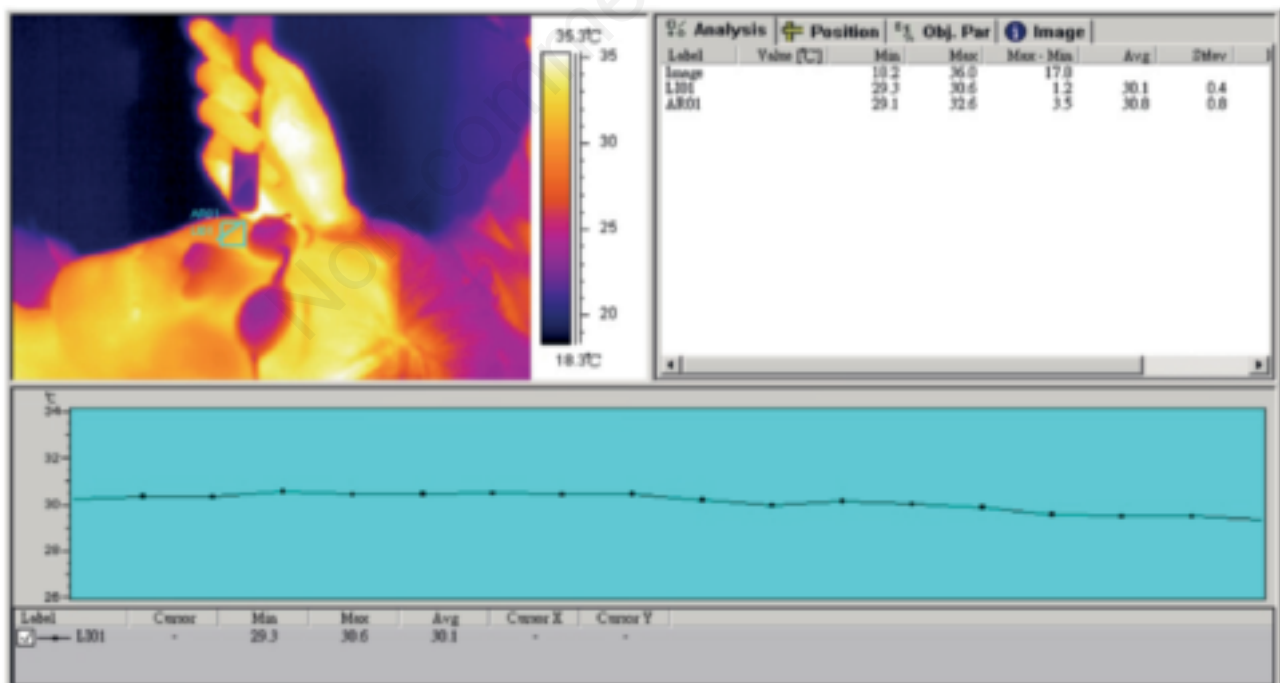 36.3℃
35
30
25
20
18.3℃
AR01
Analysis Position Obj. Par Image
Label Value [℃] Min Max Max - Min Avg Stdev
Image 18.2 36.0 17.8
LI01 29.3 30.6 1.2 30.1 0.4
AR01 29.1 32.6 3.5 30.8 0.8
℃
34
32
30
28
26
Label Cursor Min Max Avg Cursor X Cursor Y
LI01 - 29.3 30.6 30.1 - -